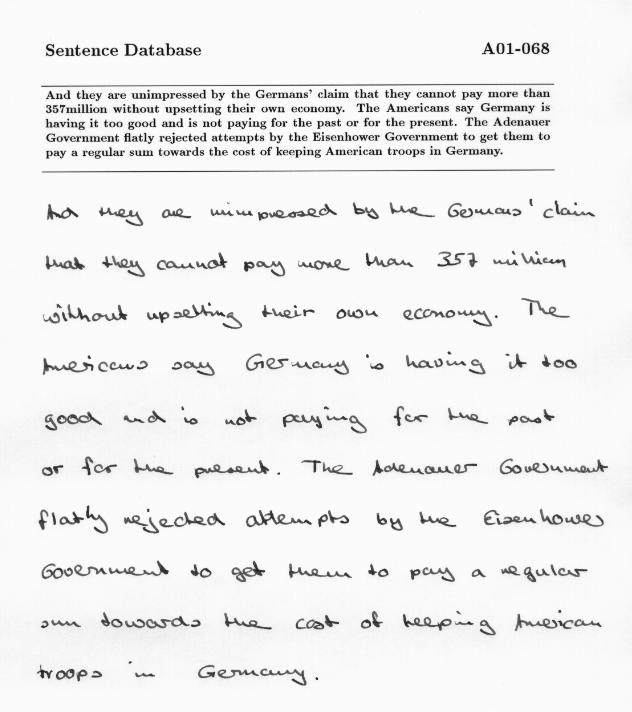 Sentence Database A01-068
And they are unimpressed by the Germans' claim that they cannot pay more than
357million without upsetting their own economy. The Americans say Germany is
having it too good and is not paying for the past or for the present. The Adenauer
Government flatly rejected attempts by the Eisenhower Government to get them to
pay a regular sum towards the cost of keeping American troops in Germany.
And they are unimpressed by the Germans' claim
that they cannot pay more than 357 million
without upsetting their own economy. The
Americans say Germany is having it too
good and is not paying for the past
or for the present. The Adenauer Government
flatly rejected attempts by the Eisenhower
Government to get them to pay a regular
sum towards the cost of keeping American
troops in Germany.